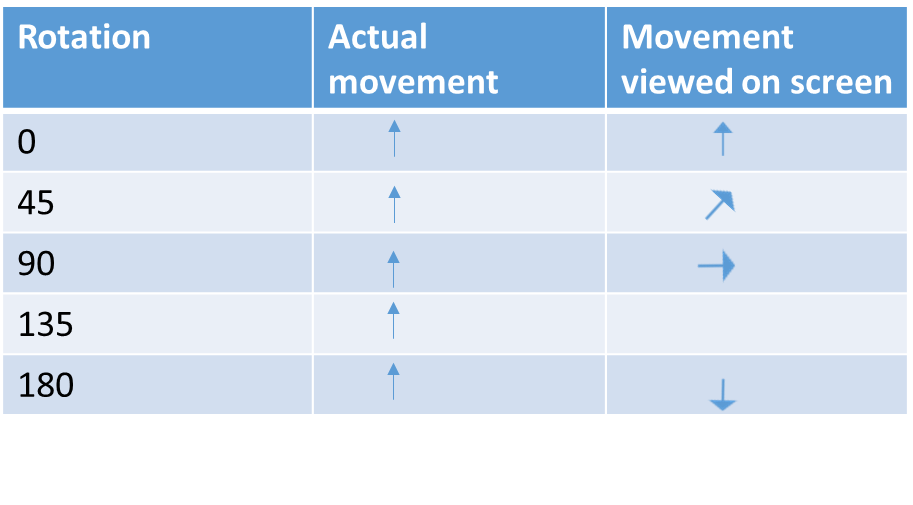 Rotation
Actual
movement
Movement
viewed on screen
0
45
90
135
180